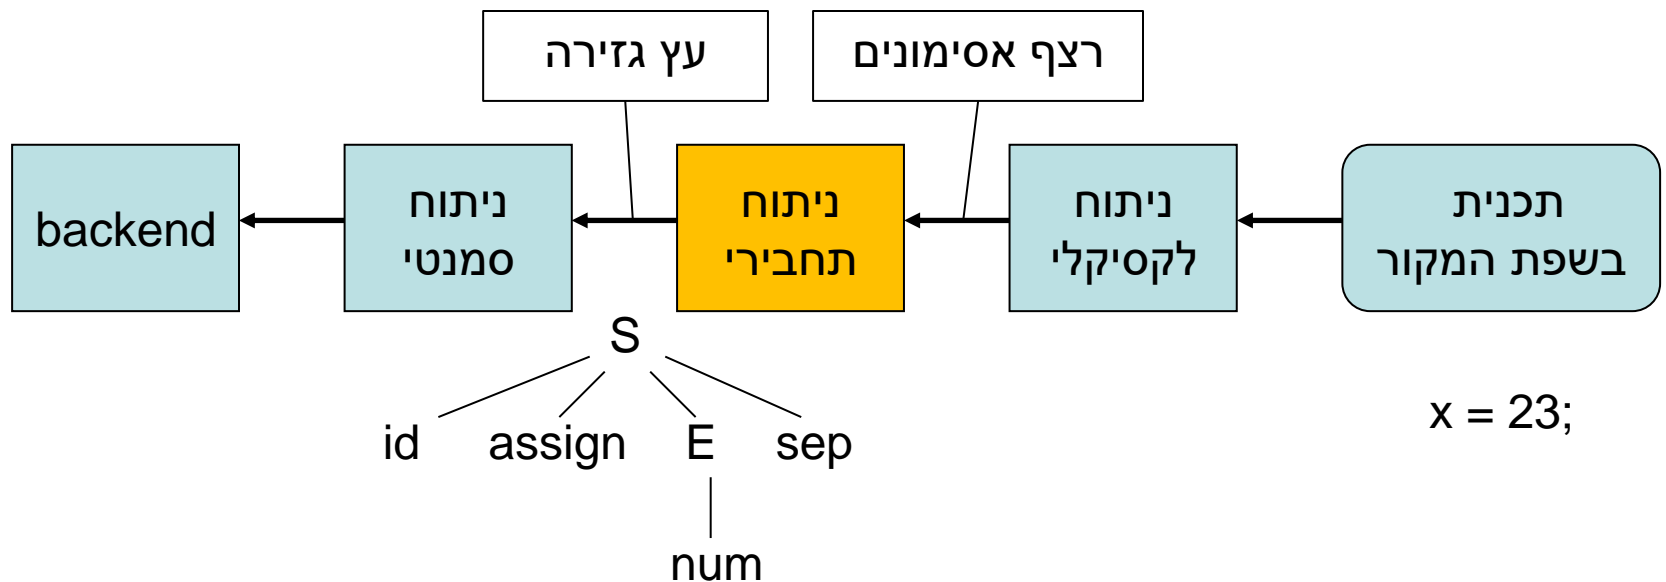 רצף אסימונים
עץ גזירה
תכנית
בשפת המקור
ניתוח
לקסיקלי
ניתוח
תחבירי
ניתוח
סמנטי
backend
S
id assign E sep
num
x = 23;